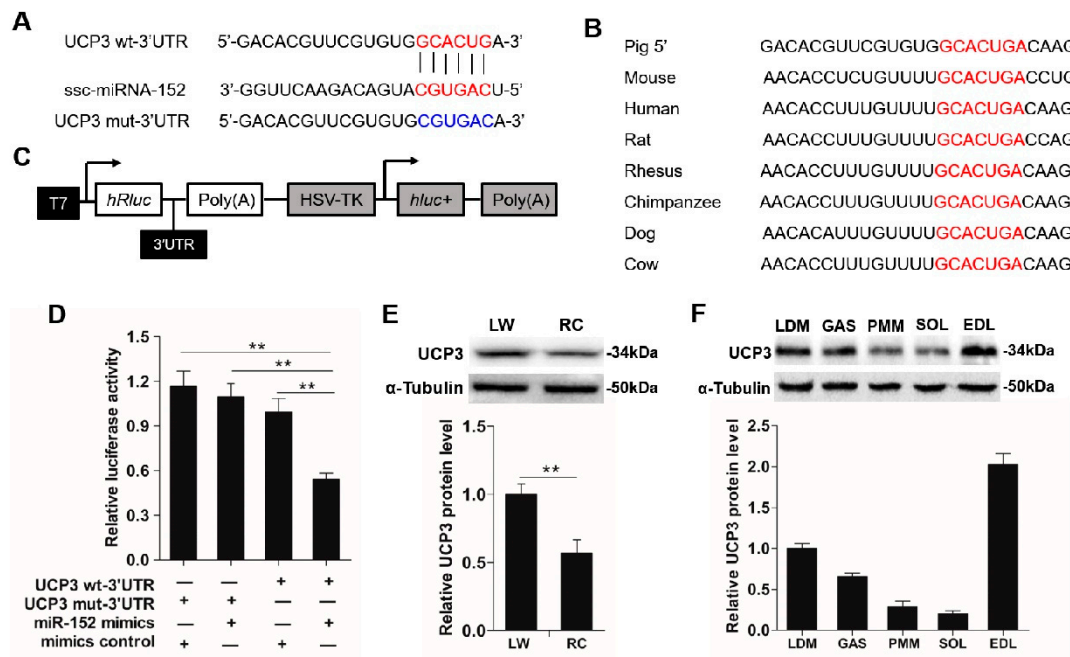 A
UCP3 wt-3'UTR 5'-GACACGUUCGUGUGGCACUGA-3'
ssc-miRNA-152 3'-GGUUCAAGACAGUACGUGACU-5'
UCP3 mut-3'UTR 5'-GACACGUUCGUGUGCGUGACA-3'
B
Pig 5' GACACGUUCGUGUGGCACUGACAAG
Mouse AACACCUCUGUUUUGCACUGACCUG
Human AACACCUUUGUUUUGCACUGACAAG
Rat AACACCUUUGUUUUGCACUGACCAG
Rhesus AACACCUUUGUUUUGCACUGACAAG
Chimpanzee AACACCUUUGUUUUGCACUGACAAG
Dog AACACAUUUGUUUUGCACUGACAAG
Cow AACACCUUUGUUUUGCACUGACAAG
C
T7 hRluc Poly(A) HSV-TK hluc+ Poly(A)
3'UTR
D
Relative luciferase activity
1.5
1.2
0.9
0.6
0.3
0.0
**
**
**
UCP3 wt-3'UTR — — + +
UCP3 mut-3'UTR + + — —
miR-152 mimics — + — +
mimics control + — + —
E
LW RC
UCP3 -34kDa
α-Tubulin -50kDa
Relative UCP3 protein level
1.5
1.0
0.5
0.0
**
LW RC
F
LDM GAS PMM SOL EDL
UCP3 -34kDa
α-Tubulin -50kDa
Relative UCP3 protein level
2.5
2.0
1.5
1.0
0.5
0.0
LDM GAS PMM SOL EDL